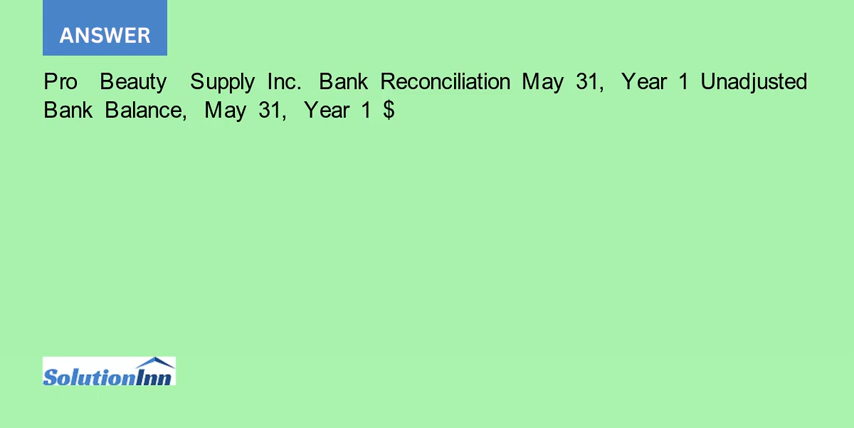 ANSWER
Pro Beauty Supply Inc. Bank Reconciliation May 31, Year 1 Unadjusted
Bank Balance, May 31, Year 1 $
SolutionInn